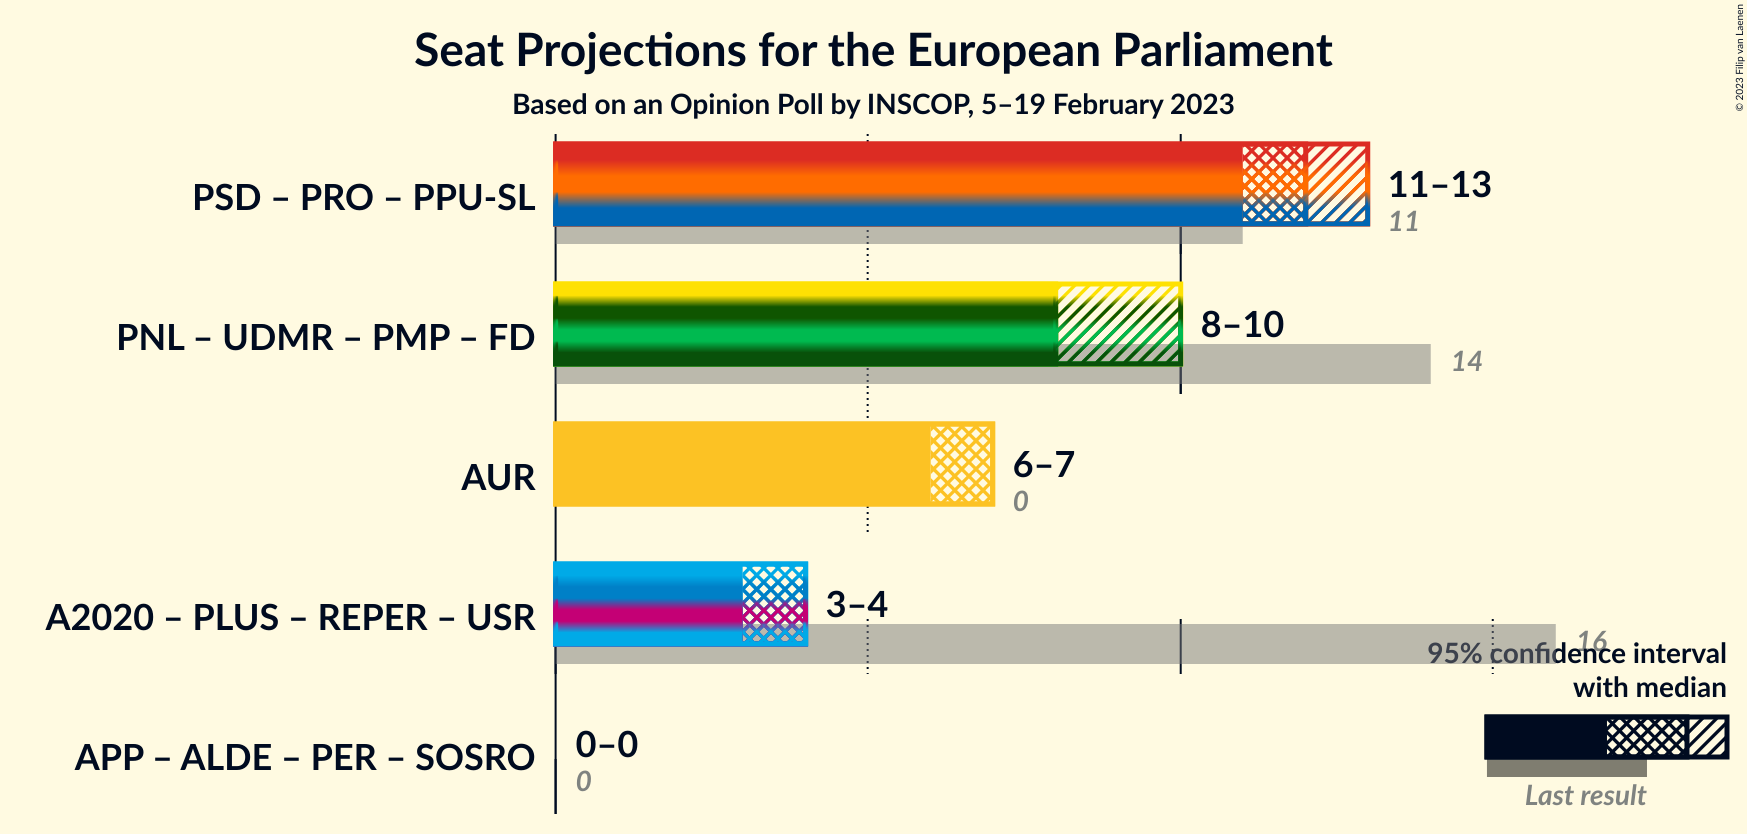 Seat Projections for the European Parliament
Based on an Opinion Poll by INSCOP, 5–19 February 2023
© 2023 Filip van Laenen
PSD – PRO – PPU-SL
11–13
11
PNL – UDMR – PMP – FD
8–10
14
AUR
6–7
0
A2020 – PLUS – REPER – USR
3–4
16
95% confidence interval
with median
Last result
APP – ALDE – PER – SOSRO
0–0
0